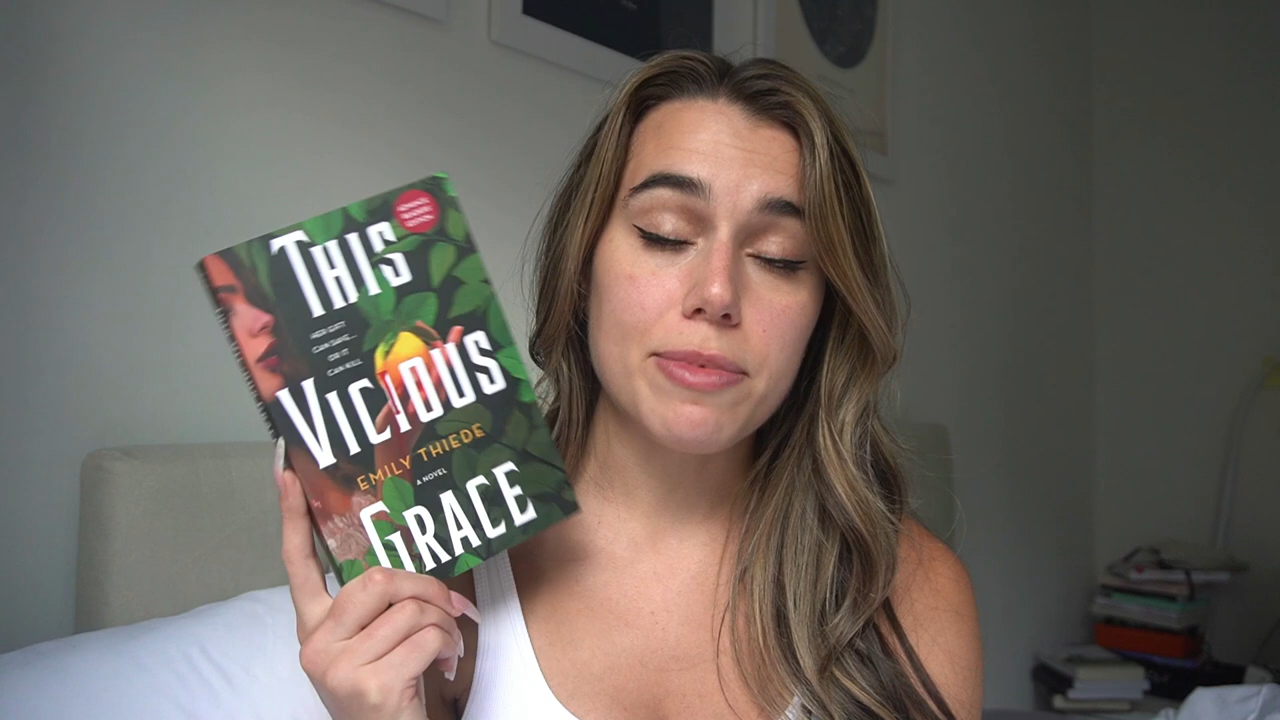 THIS
HER GIFT
CAN SAVE...
OR IT
CAN KILL
VICIOUS
EMILY THIEDE
A NOVEL
GRACE